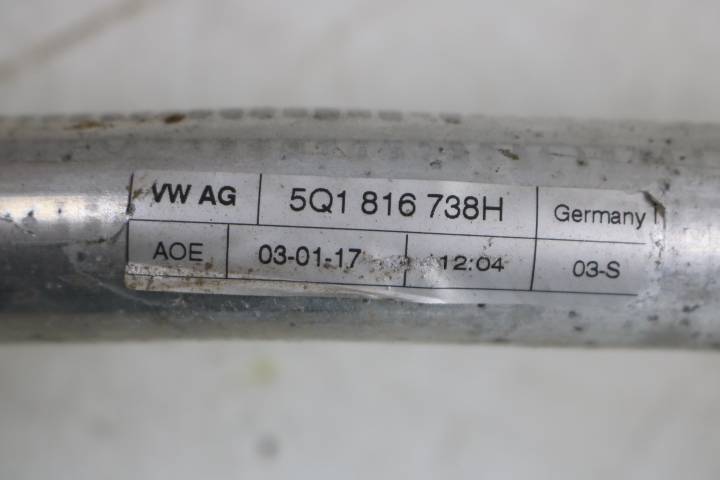 VW AG 5Q1 816 738H Germany
AOE 03-01-17 12:04 03-S